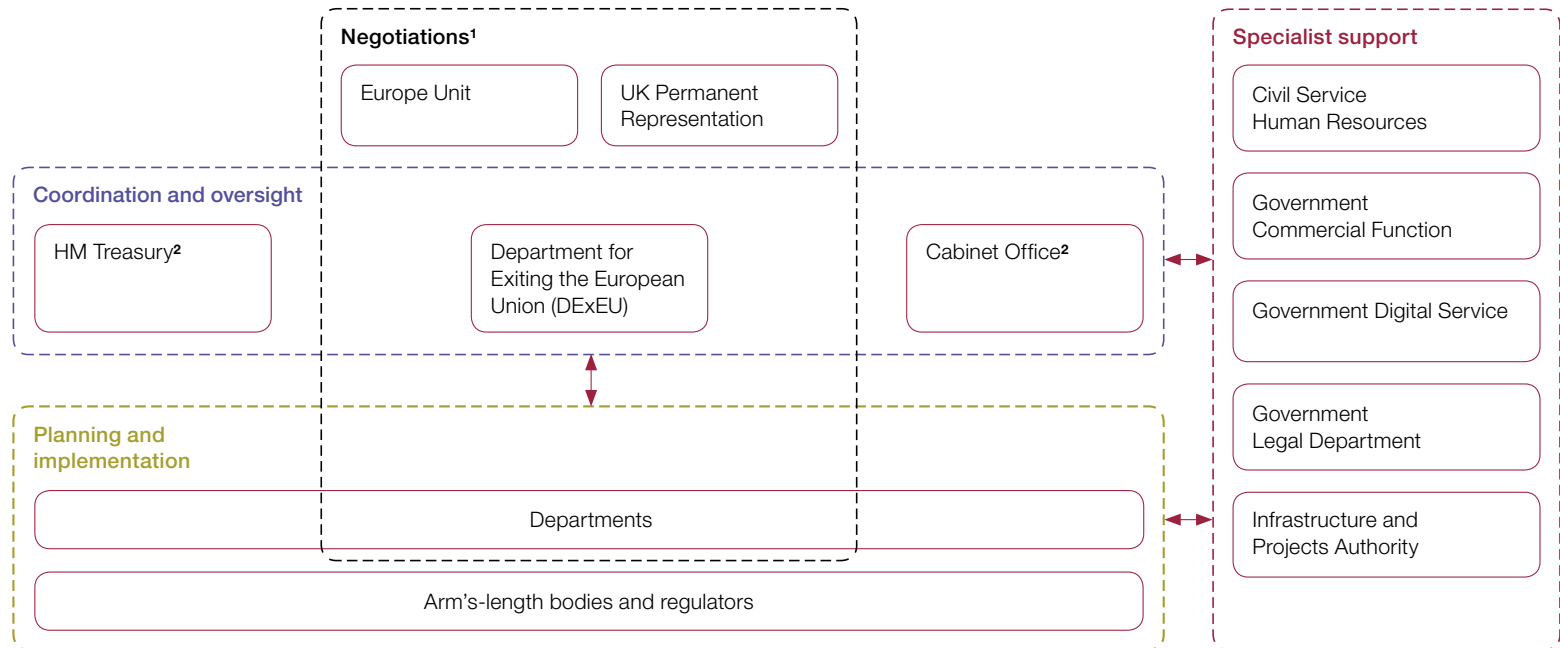 Negotiations¹
Europe Unit
UK Permanent
Representation
Coordination and oversight
HM Treasury²
Department for
Exiting the European
Union (DExEU)
Cabinet Office²
Planning and
implementation
Departments
Arm's-length bodies and regulators
Specialist support
Civil Service
Human Resources
Government
Commercial Function
Government Digital Service
Government
Legal Department
Infrastructure and
Projects Authority